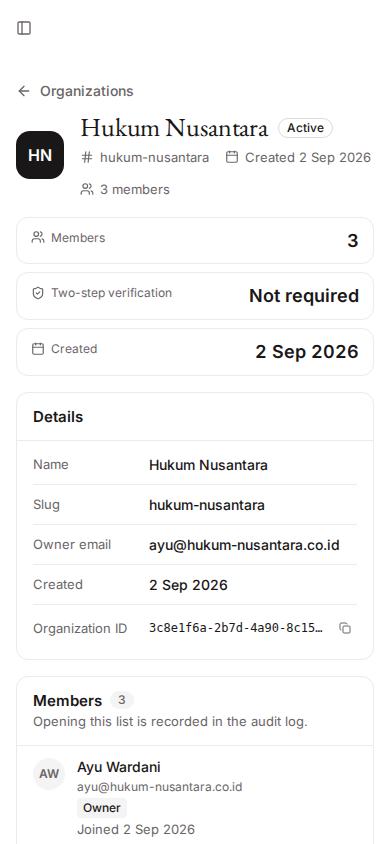 Organizations
HN
Hukum Nusantara
Active
hukum-nusantara
Created 2 Sep 2026
3 members
Members
3
Two-step verification
Not required
Created
2 Sep 2026
Details
Name
Hukum Nusantara
Slug
hukum-nusantara
Owner email
ayu@hukum-nusantara.co.id
Created
2 Sep 2026
Organization ID
3c8e1f6a-2b7d-4a90-8c15…
Members 3
Opening this list is recorded in the audit log.
AW
Ayu Wardani
ayu@hukum-nusantara.co.id
Owner
Joined 2 Sep 2026